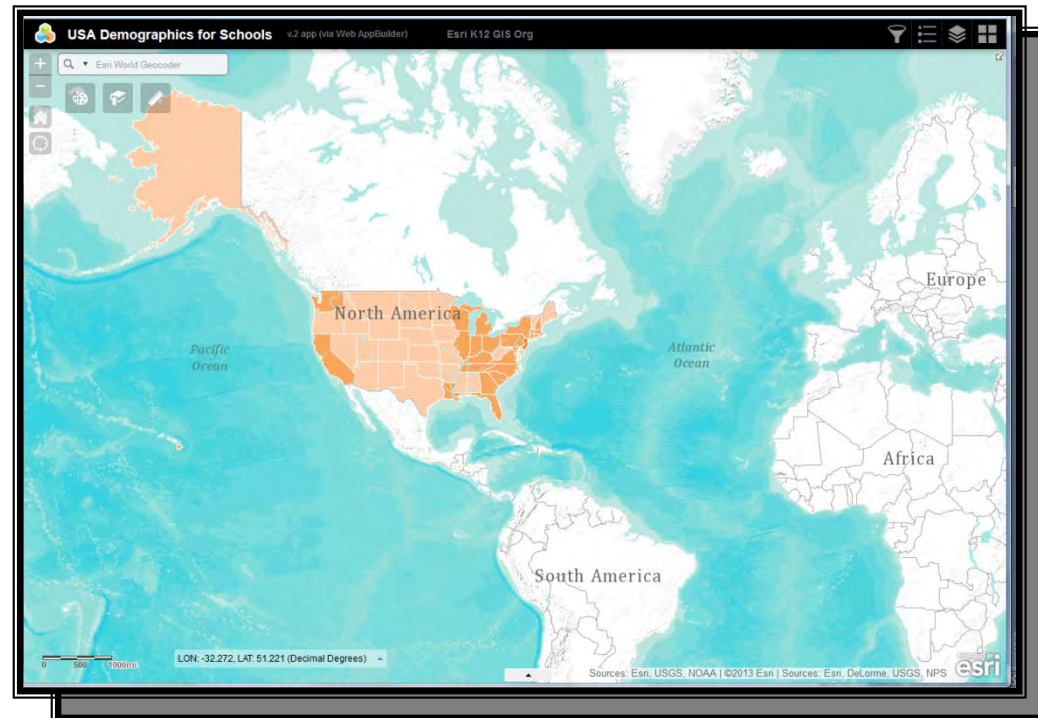 USA Demographics for Schools v.2 app (via Web AppBuilder) Esri K12 GIS Org
Esri World Geocoder
North America
Europe
Pacific
Ocean
Atlantic
Ocean
Africa
South America
0 500 1000mi
LON: -32.272, LAT: 51.221 (Decimal Degrees)
Sources: Esri, USGS, NOAA | ©2013 Esri | Sources: Esri, DeLorme, USGS, NPS
esri